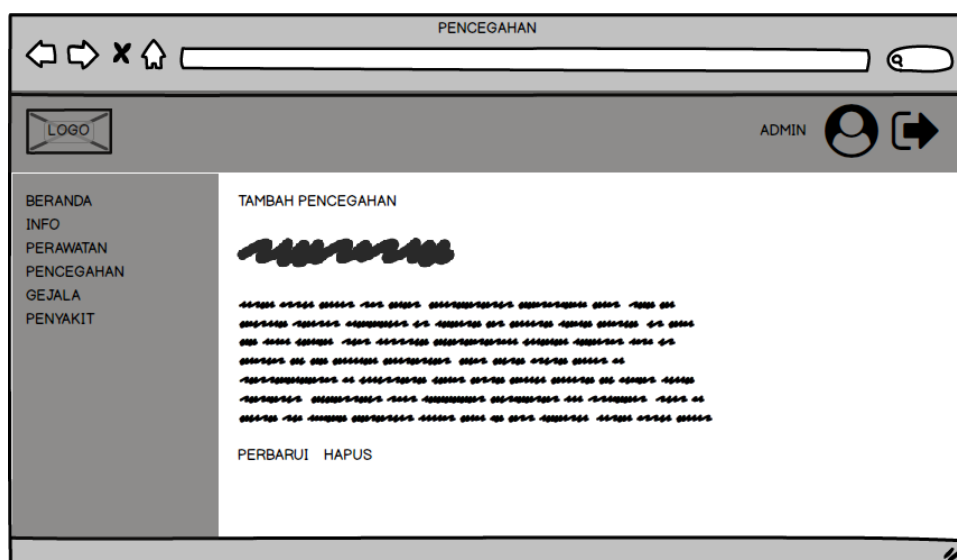 PENCEGAHAN
LOGO
ADMIN
BERANDA
INFO
PERAWATAN
PENCEGAHAN
GEJALA
PENYAKIT
TAMBAH PENCEGAHAN
PERBARUI HAPUS